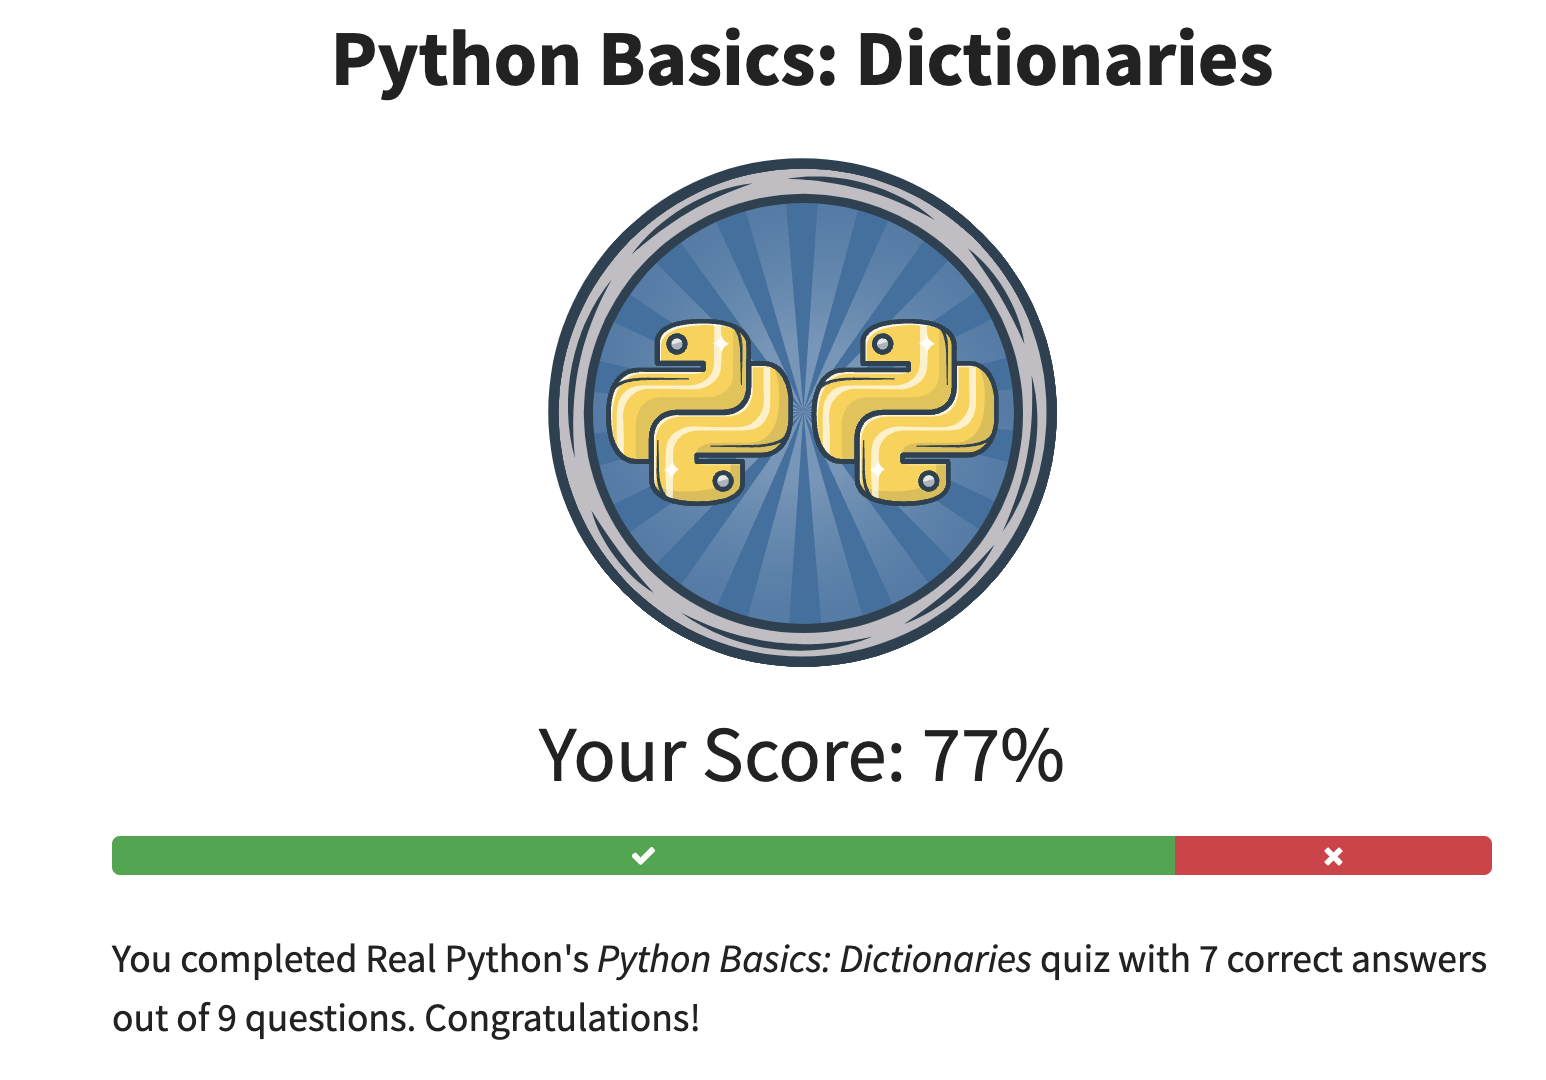 Python Basics: Dictionaries
Your Score: 77%
You completed Real Python's Python Basics: Dictionaries quiz with 7 correct answers
out of 9 questions. Congratulations!